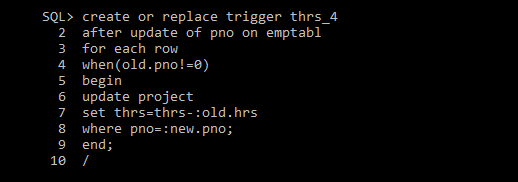 SQL> create or replace trigger thrs_4
2 after update of pno on emptabl
3 for each row
4 when(old.pno!=0)
5 begin
6 update project
7 set thrs=thrs-:old.hrs
8 where pno=:new.pno;
9 end;
10 /